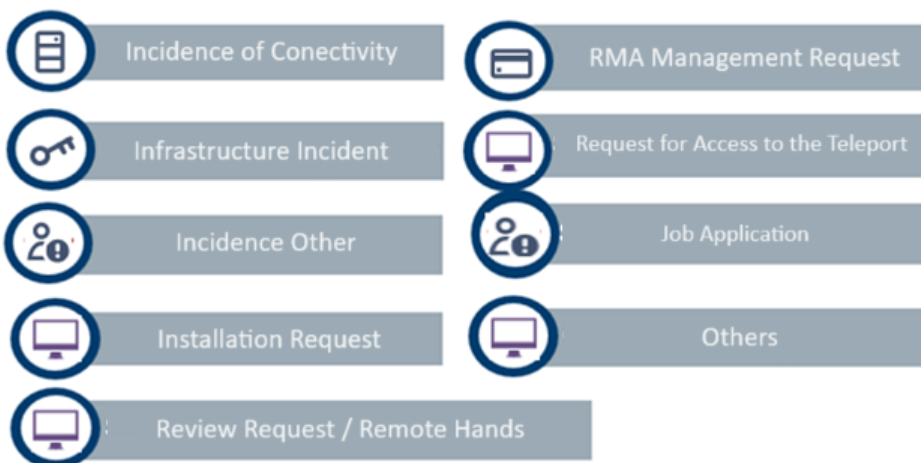 Incidence of Conectivity
Infrastructure Incident
Incidence Other
Installation Request
Review Request / Remote Hands
RMA Management Request
Request for Access to the Teleport
Job Application
Others